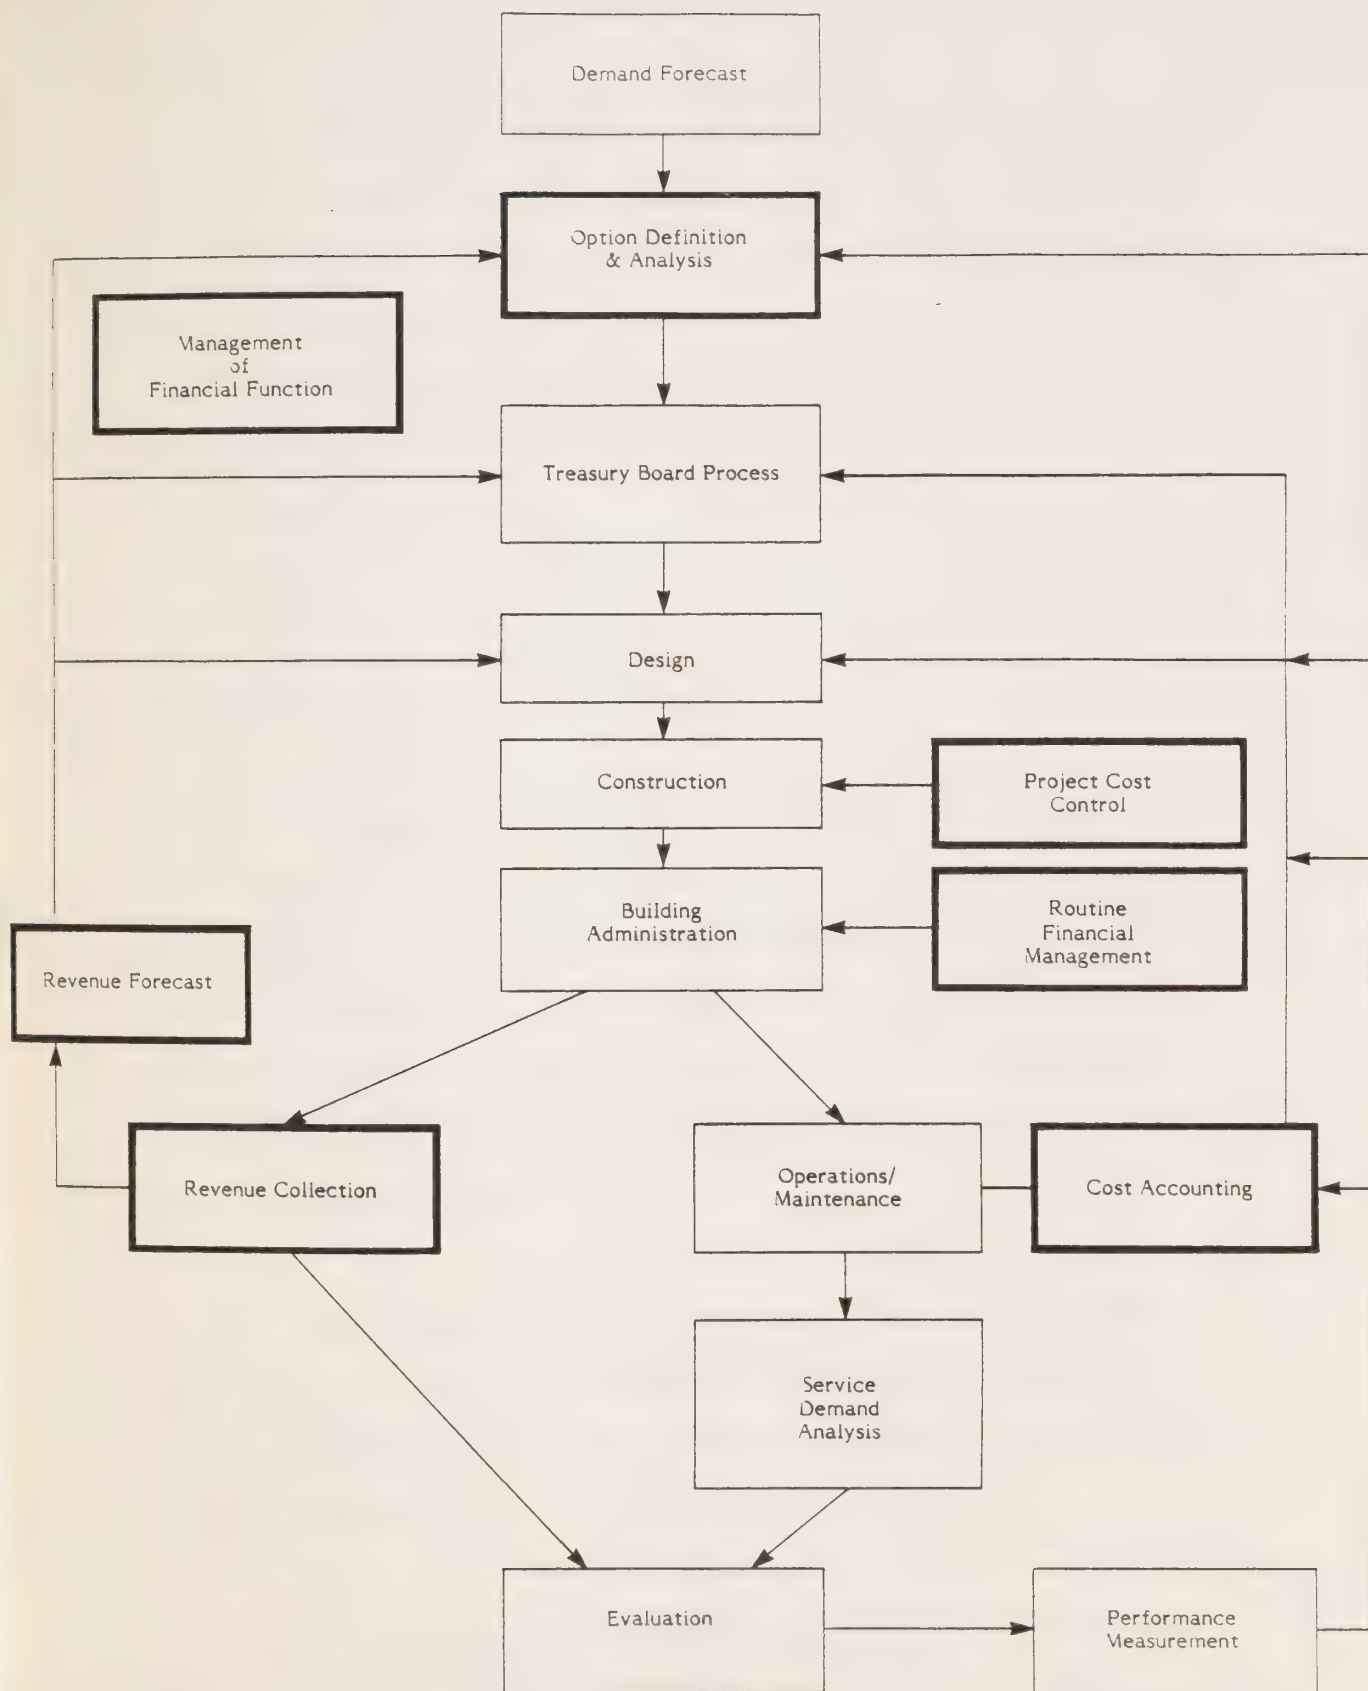 Demand Forecast
Option Definition
& Analysis
Management
of
Financial Function
Treasury Board Process
Design
Construction
Project Cost
Control
Building
Administration
Routine
Financial
Management
Revenue Forecast
Revenue Collection
Operations/
Maintenance
Cost Accounting
Service
Demand
Analysis
Evaluation
Performance
Measurement